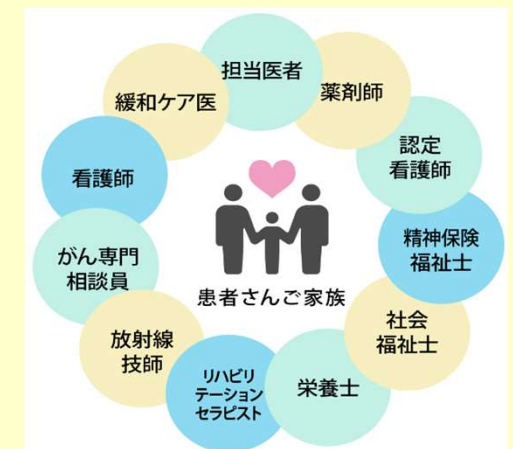 担当医者
薬剤師
認定
看護師
精神保険
福祉士
社会
福祉士
栄養士
リハビリ
テーション
セラピスト
放射線
技師
がん専門
相談員
看護師
緩和ケア医
患者さんご家族